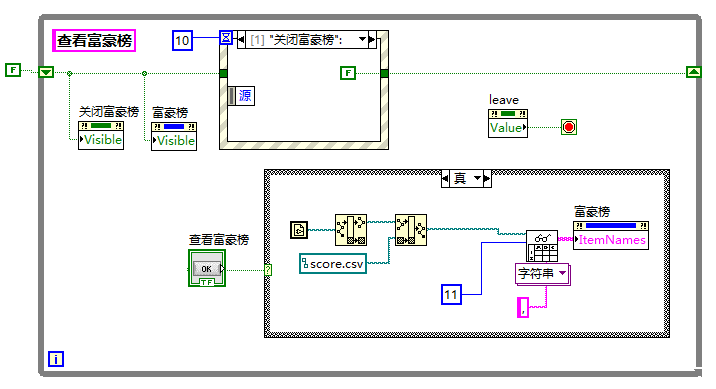 查看富豪榜
10
[1] "关闭富豪榜":
F
F
源
关闭富豪榜
Visible
富豪榜
Visible
leave
Value
真
查看富豪榜
OK
TF
?
score.csv
富豪榜
ItemNames
11
字符串
,
i